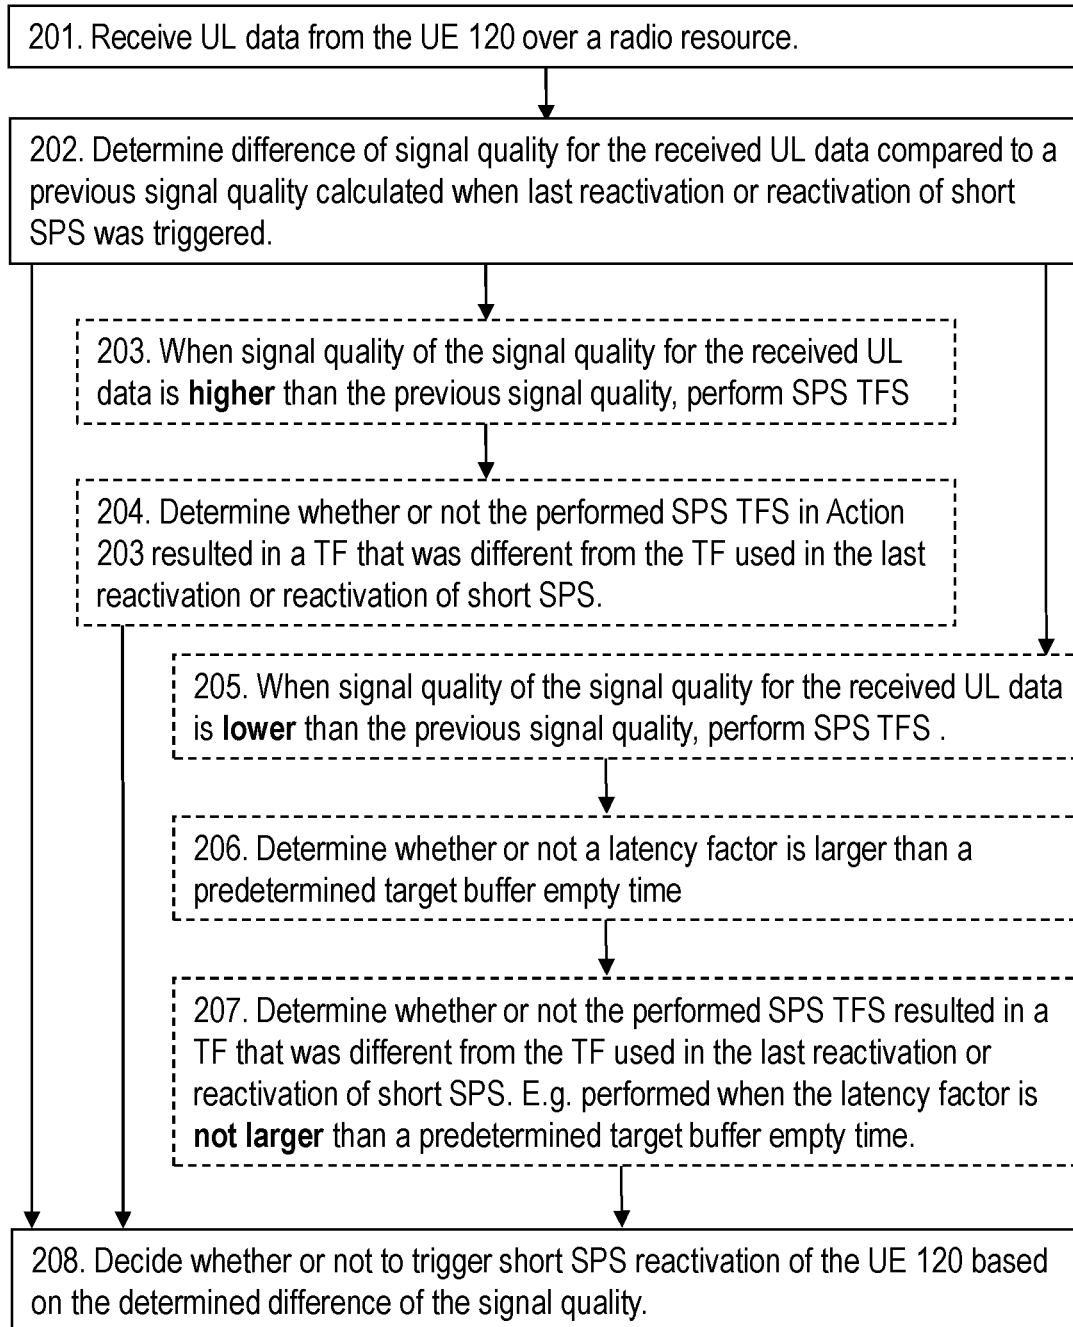 201. Receive UL data from the UE 120 over a radio resource.
202. Determine difference of signal quality for the received UL data compared to a
previous signal quality calculated when last reactivation or reactivation of short
SPS was triggered.
203. When signal quality of the signal quality for the received UL
data is higher than the previous signal quality, perform SPS TFS
204. Determine whether or not the performed SPS TFS in Action
203 resulted in a TF that was different from the TF used in the last
reactivation or reactivation of short SPS.
205. When signal quality of the signal quality for the received UL data
is lower than the previous signal quality, perform SPS TFS .
206. Determine whether or not a latency factor is larger than a
predetermined target buffer empty time
207. Determine whether or not the performed SPS TFS resulted in a
TF that was different from the TF used in the last reactivation or
reactivation of short SPS. E.g. performed when the latency factor is
not larger than a predetermined target buffer empty time.
208. Decide whether or not to trigger short SPS reactivation of the UE 120 based
on the determined difference of the signal quality.